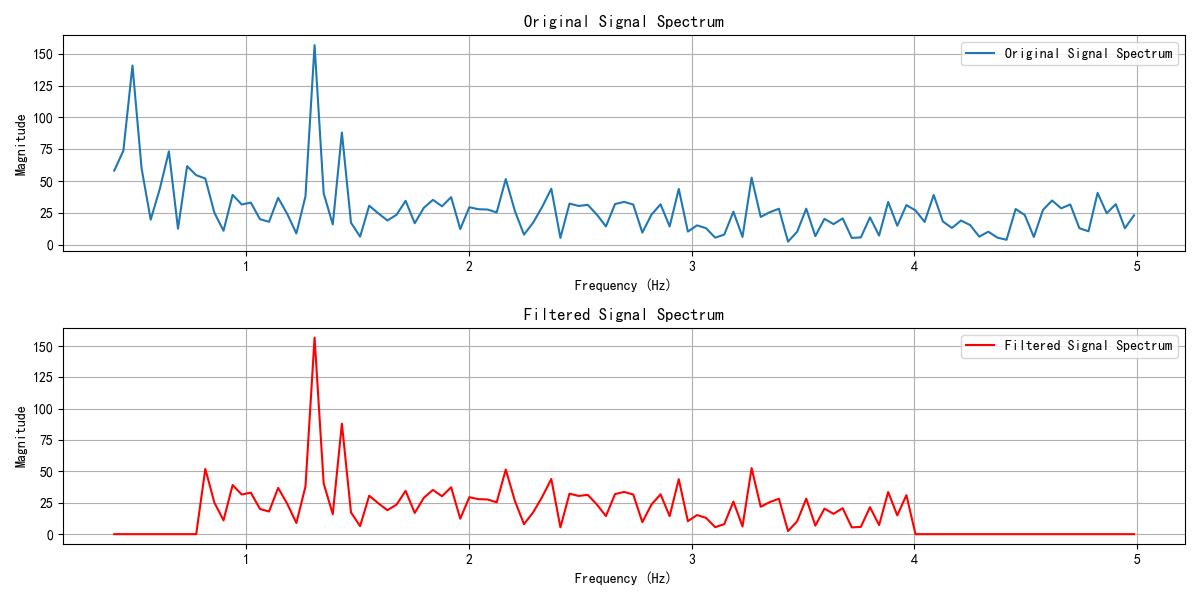 Original Signal Spectrum
Original Signal Spectrum
150
125
100
75
50
25
0
Magnitude
1 2 3 4 5
Frequency (Hz)
Filtered Signal Spectrum
Filtered Signal Spectrum
150
125
100
75
50
25
0
Magnitude
1 2 3 4 5
Frequency (Hz)